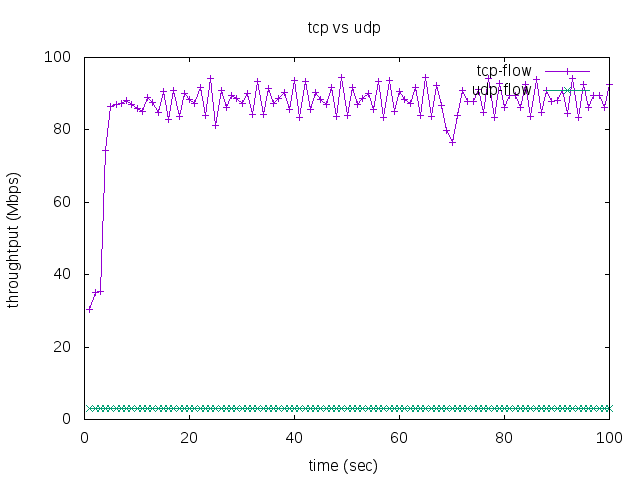 tcp vs udp
100
80
60
40
20
0
throughtput (Mbps)
tcp-flow
udp-flow
0 20 40 60 80 100
time (sec)